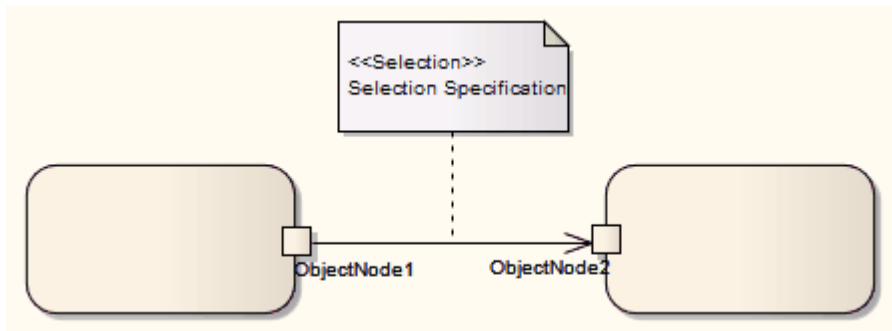 <<Selection>>
Selection Specification
ObjectNode1
ObjectNode2